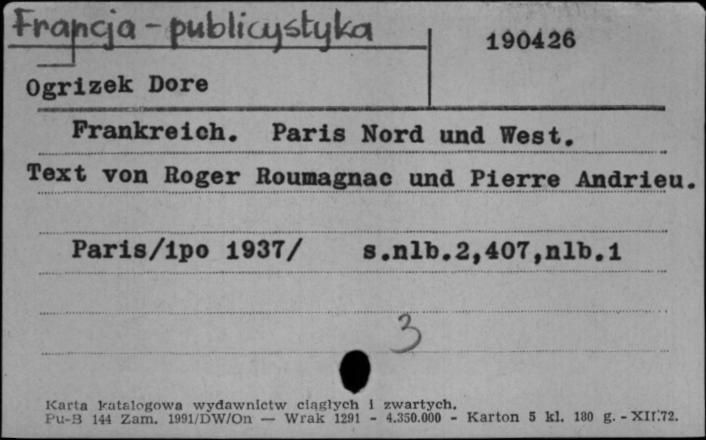 Francja - publicystyka
190426
Ogrizek Dore
Frankreich. Paris Nord und West.
Text von Roger Roumagnac und Pierre Andrieu.
Paris/ipo 1937/ s.nlb.2,407,nlb.1
3
Karta katalogowa wydawnictw ciągłych i zwartych.
Pu-B 144 Zam. 1991/DW/On — Wrak 1291 - 4.350.000 - Karton 5 kl. 180 g. - XII.72.